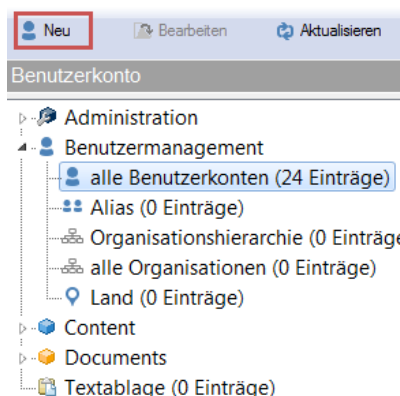 Neu Bearbeiten Aktualisieren
Benutzerkonto
Administration
Benutzermanagement
alle Benutzerkonten (24 Einträge)
Alias (0 Einträge)
Organisationshierarchie (0 Einträge
alle Organisationen (0 Einträge)
Land (0 Einträge)
Content
Documents
Textablage (0 Einträge)